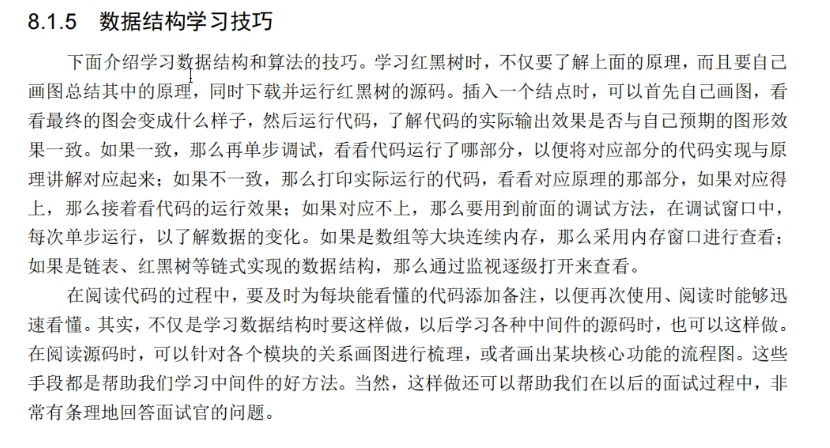 8.1.5 数据结构学习技巧
下面介绍学习数据结构和算法的技巧。学习红黑树时，不仅要了解上面的原理，而且要自己
画图总结其中的原理，同时下载并运行红黑树的源码。插入一个结点时，可以首先自己画图，看
看最终的图会变成什么样子，然后运行代码，了解代码的实际输出效果是否与自己预期的图形效
果一致。如果一致，那么再单步调试，看看代码运行了哪部分，以便将对应部分的代码实现与原
理讲解对应起来；如果不一致，那么打印实际运行的代码，看看对应原理的那部分，如果对应得
上，那么接着看代码的运行效果；如果对应不上，那么要用到前面的调试方法，在调试窗口中，
每次单步运行，以了解数据的变化。如果是数组等大块连续内存，那么采用内存窗口进行查看；
如果是链表、红黑树等链式实现的数据结构，那么通过监视逐级打开来查看。
在阅读代码的过程中，要及时为每块能看懂的代码添加备注，以便再次使用、阅读时能够迅
速看懂。其实，不仅是学习数据结构时要这样做，以后学习各种中间件的源码时，也可以这样做。
在阅读源码时，可以针对各个模块的关系画图进行梳理，或者画出某块核心功能的流程图。这些
手段都是帮助我们学习中间件的好方法。当然，这样做还可以帮助我们在以后的面试过程中，非
常有条理地回答面试官的问题。